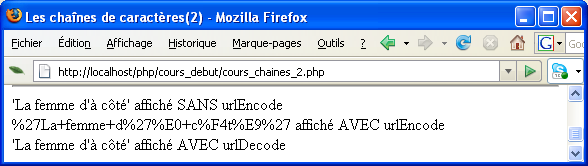 Les chaînes de caractères(2) - Mozilla Firefox
Fichier Édition Affichage Historique Marque-pages Outils ?
G
http://localhost/php/cours_debut/cours_chaines_2.php
'La femme d'à côté' affiché SANS urlEncode
%27La+femme+d%27%E0+c%F4t%E9%27 affiché AVEC urlEncode
'La femme d'à côté' affiché AVEC urlDecode